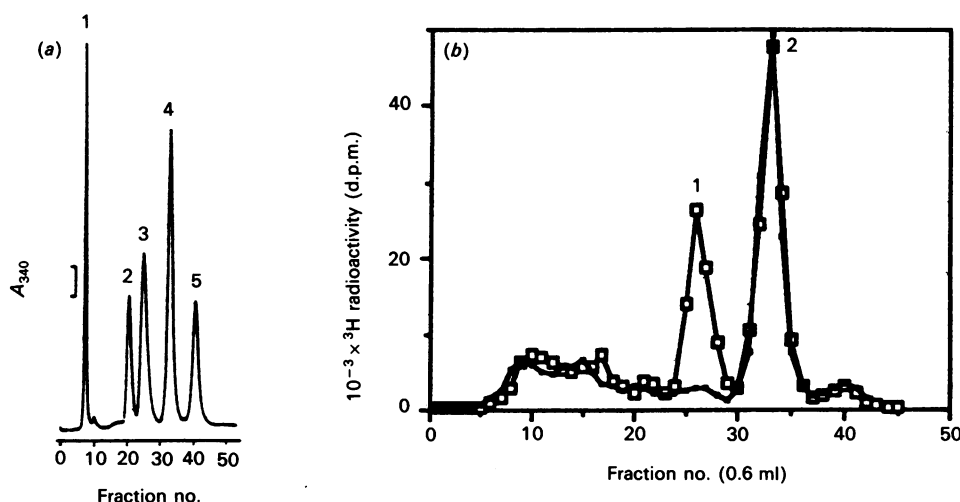 (a)
1
2
3
4
5
A340
0 10 20 30 40 50
Fraction no.
(b)
1
2
40
20
0
10⁻³ × ³H radioactivity (d.p.m.)
0 10 20 30 40 50
Fraction no. (0.6 ml)